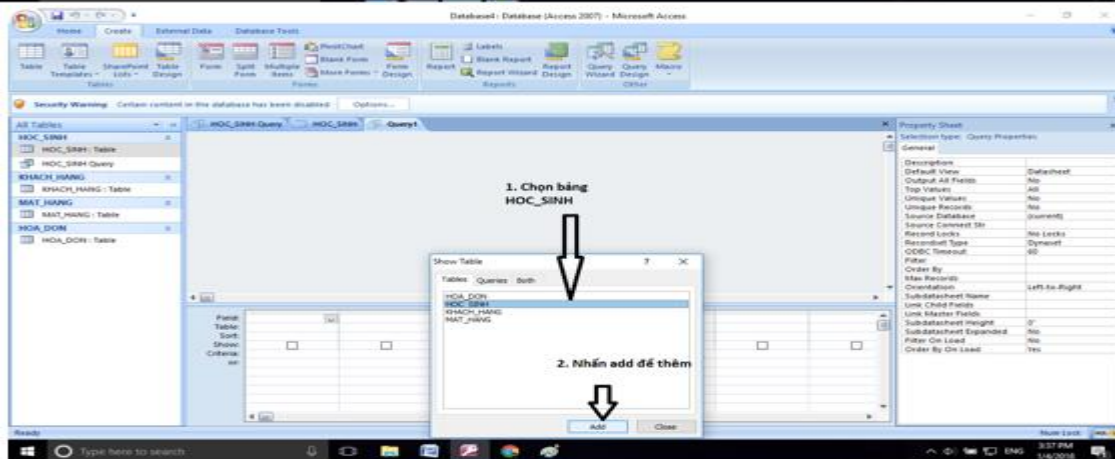 Database4 : Database (Access 2007) - Microsoft Access
Home Create External Data Database Tools
Table Table Templates SharePoint Lists Table Design
Tables
Form Split Form Multiple Items PivotChart Blank Form More Forms Form Design
Forms
Report Labels Blank Report Report Wizard Report Design
Reports
Query Wizard Query Design Macro
Other
Security Warning Certain content in the database has been disabled Options...
All Tables
HOC_SINH
HOC_SINH : Table
HOC_SINH Query
KHACH_HANG
KHACH_HANG : Table
MAT_HANG
MAT_HANG : Table
HOA_DON
HOA_DON : Table
HOC_SINH Query HOC_SINH Query1
1. Chọn bảng
HOC_SINH
Show Table ? ×
Tables Queries Both
HOA_DON
HOC_SINH
KHACH_HANG
MAT_HANG
2. Nhấn add để thêm
Add Close
Field:
Table:
Sort:
Show:
Criteria:
or:
Property Sheet
Selection type: Query Properties
General
Description
Default View Datasheet
Output All Fields No
Top Values All
Unique Values No
Unique Records No
Source Database (current)
Source Connect Str
Record Locks No Locks
Recordset Type Dynaset
ODBC Timeout 60
Filter
Order By
Max Records
Orientation Left-to-Right
Subdatasheet Name
Link Child Fields
Link Master Fields
Subdatasheet Height 0"
Subdatasheet Expanded No
Filter On Load No
Order By On Load Yes
Ready Num Lock
Type here to search
ENG
3:37 PM
1/4/2018